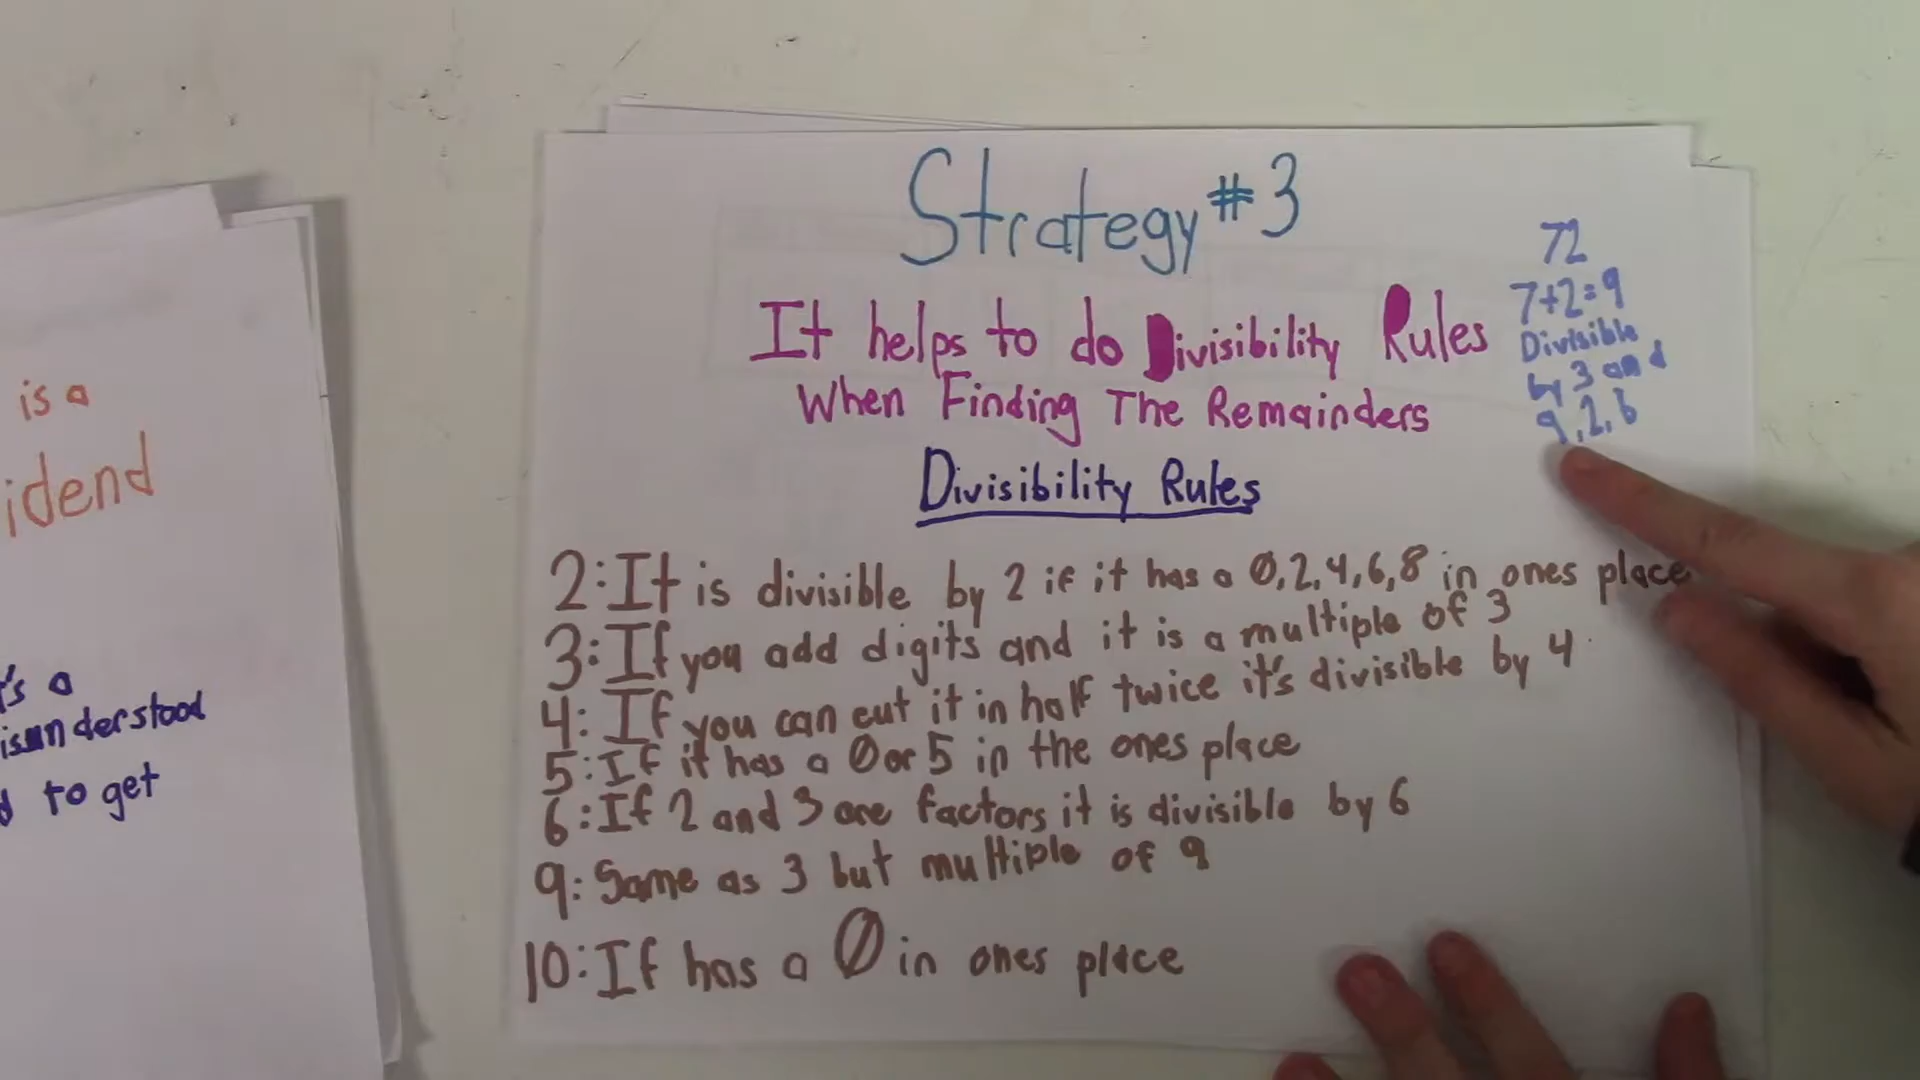 is a
idend
's a
isunderstood
to get
Strategy #3
It helps to do Divisibility Rules
When Finding The Remainders
72
7+2=9
Divisible
by 3 and
9,2,6
Divisibility Rules
2: It is divisible by 2 if it has a 0,2,4,6,8 in ones place
3: If you add digits and it is a multiple of 3
4: If you can cut it in half twice it's divisible by 4
5: If it has a 0 or 5 in the ones place
6: If 2 and 3 are factors it is divisible by 6
9: Same as 3 but multiple of 9
10: If has a 0 in ones place